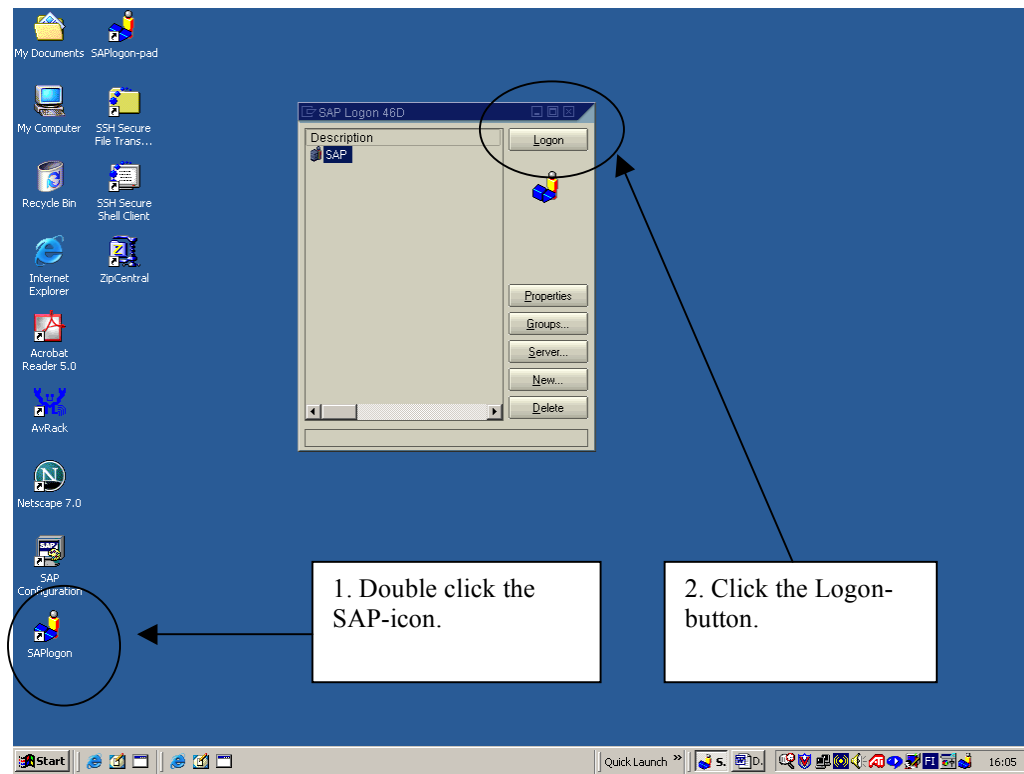 My Documents
SAPlogon-pad
My Computer
SSH Secure
File Trans...
Recycle Bin
SSH Secure
Shell Client
Internet
Explorer
ZipCentral
Acrobat
Reader 5.0
AvRack
Netscape 7.0
SAP
Configuration
SAPlogon
SAP Logon 46D
Description
SAP
Logon
Properties
Groups...
Server...
New...
Delete
1. Double click the
SAP-icon.
2. Click the Logon-
button.
Start
Quick Launch »
S.
D.
FI
16:05